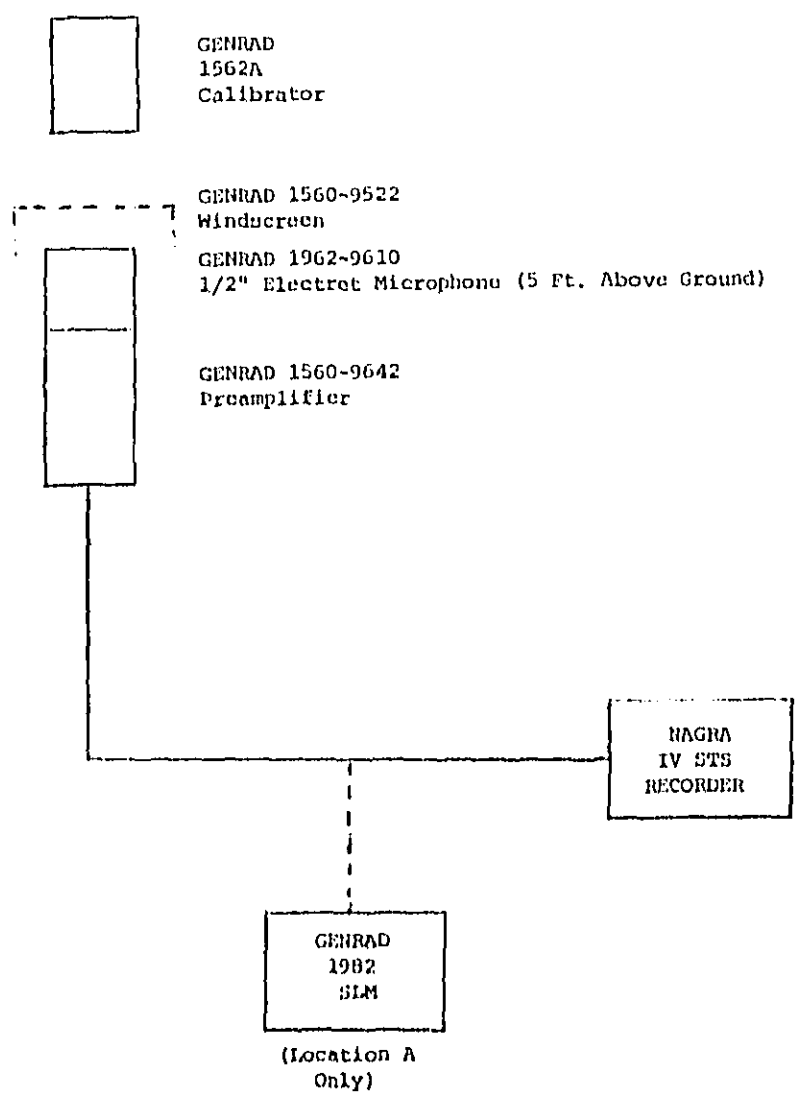 GENRAD
1562A
Calibrator
GENRAD 1560-9522
Windscreen
GENRAD 1962-9610
1/2" Electret Microphone (5 Ft. Above Ground)
GENRAD 1560-9642
Preamplifier
NAGRA
IV STS
RECORDER
GENRAD
1982
SLM
(Location A
Only)